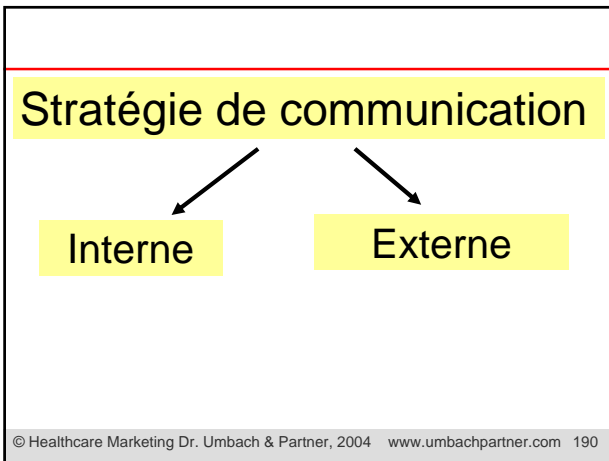 Stratégie de communication
Interne Externe
© Healthcare Marketing Dr. Umbach & Partner, 2004 www.umbachpartner.com 190